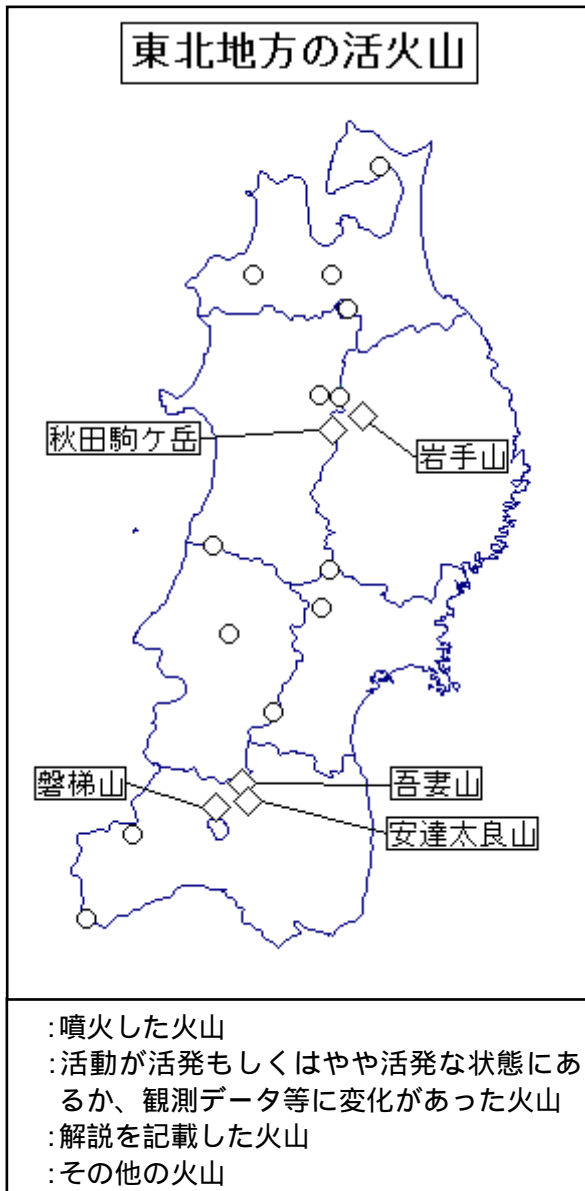 東北地方の活火山
秋田駒ケ岳
岩手山
磐梯山
吾妻山
安達太良山
:噴火した火山
:活動が活発もしくはやや活発な状態にあ
るか、観測データ等に変化があった火山
:解説を記載した火山
:その他の火山